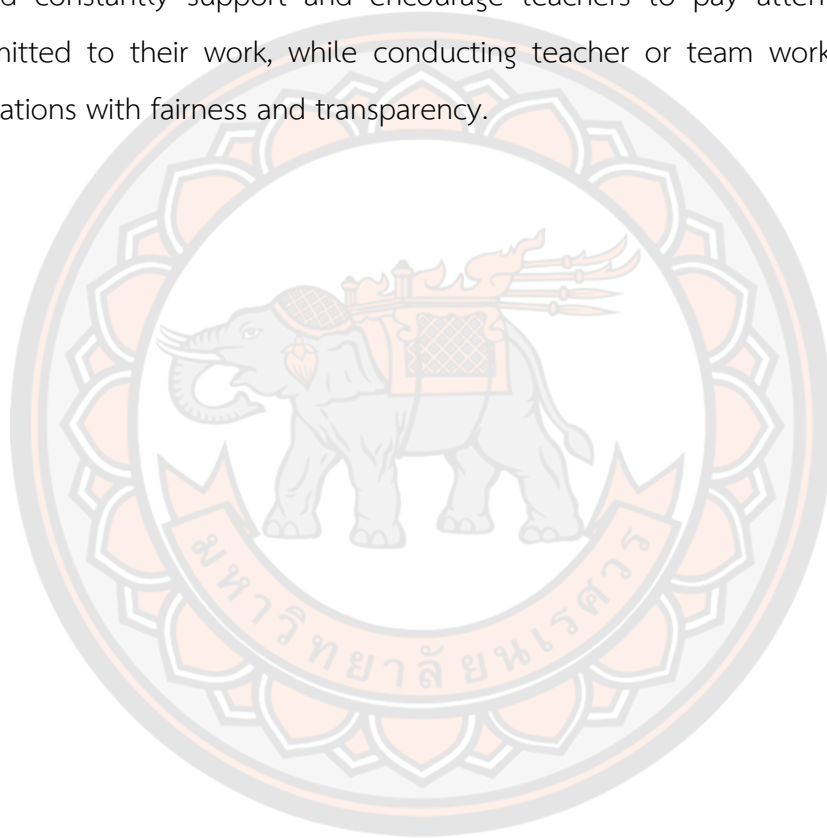 d constantly support and encourage teachers to pay atten
mitted to their work, while conducting teacher or team work
ations with fairness and transparency.
มหาวิทยาลัยนเรศวร